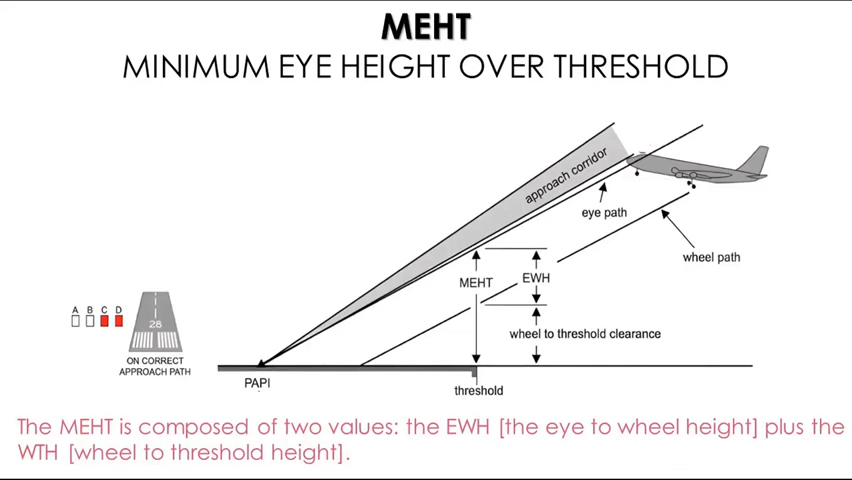 MEHT
MINIMUM EYE HEIGHT OVER THRESHOLD
approach corridor
eye path
wheel path
MEHT
EWH
wheel to threshold clearance
A B C D
28
ON CORRECT
APPROACH PATH
PAPI
threshold
The MEHT is composed of two values: the EWH [the eye to wheel height] plus the
WTH [wheel to threshold height].